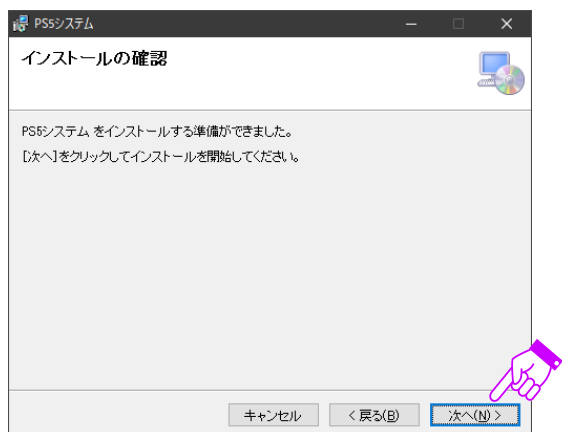 PS5システム
インストールの確認
PS5システム をインストールする準備ができました。
[次へ]をクリックしてインストールを開始してください。
キャンセル
< 戻る(B)
次へ(N) >